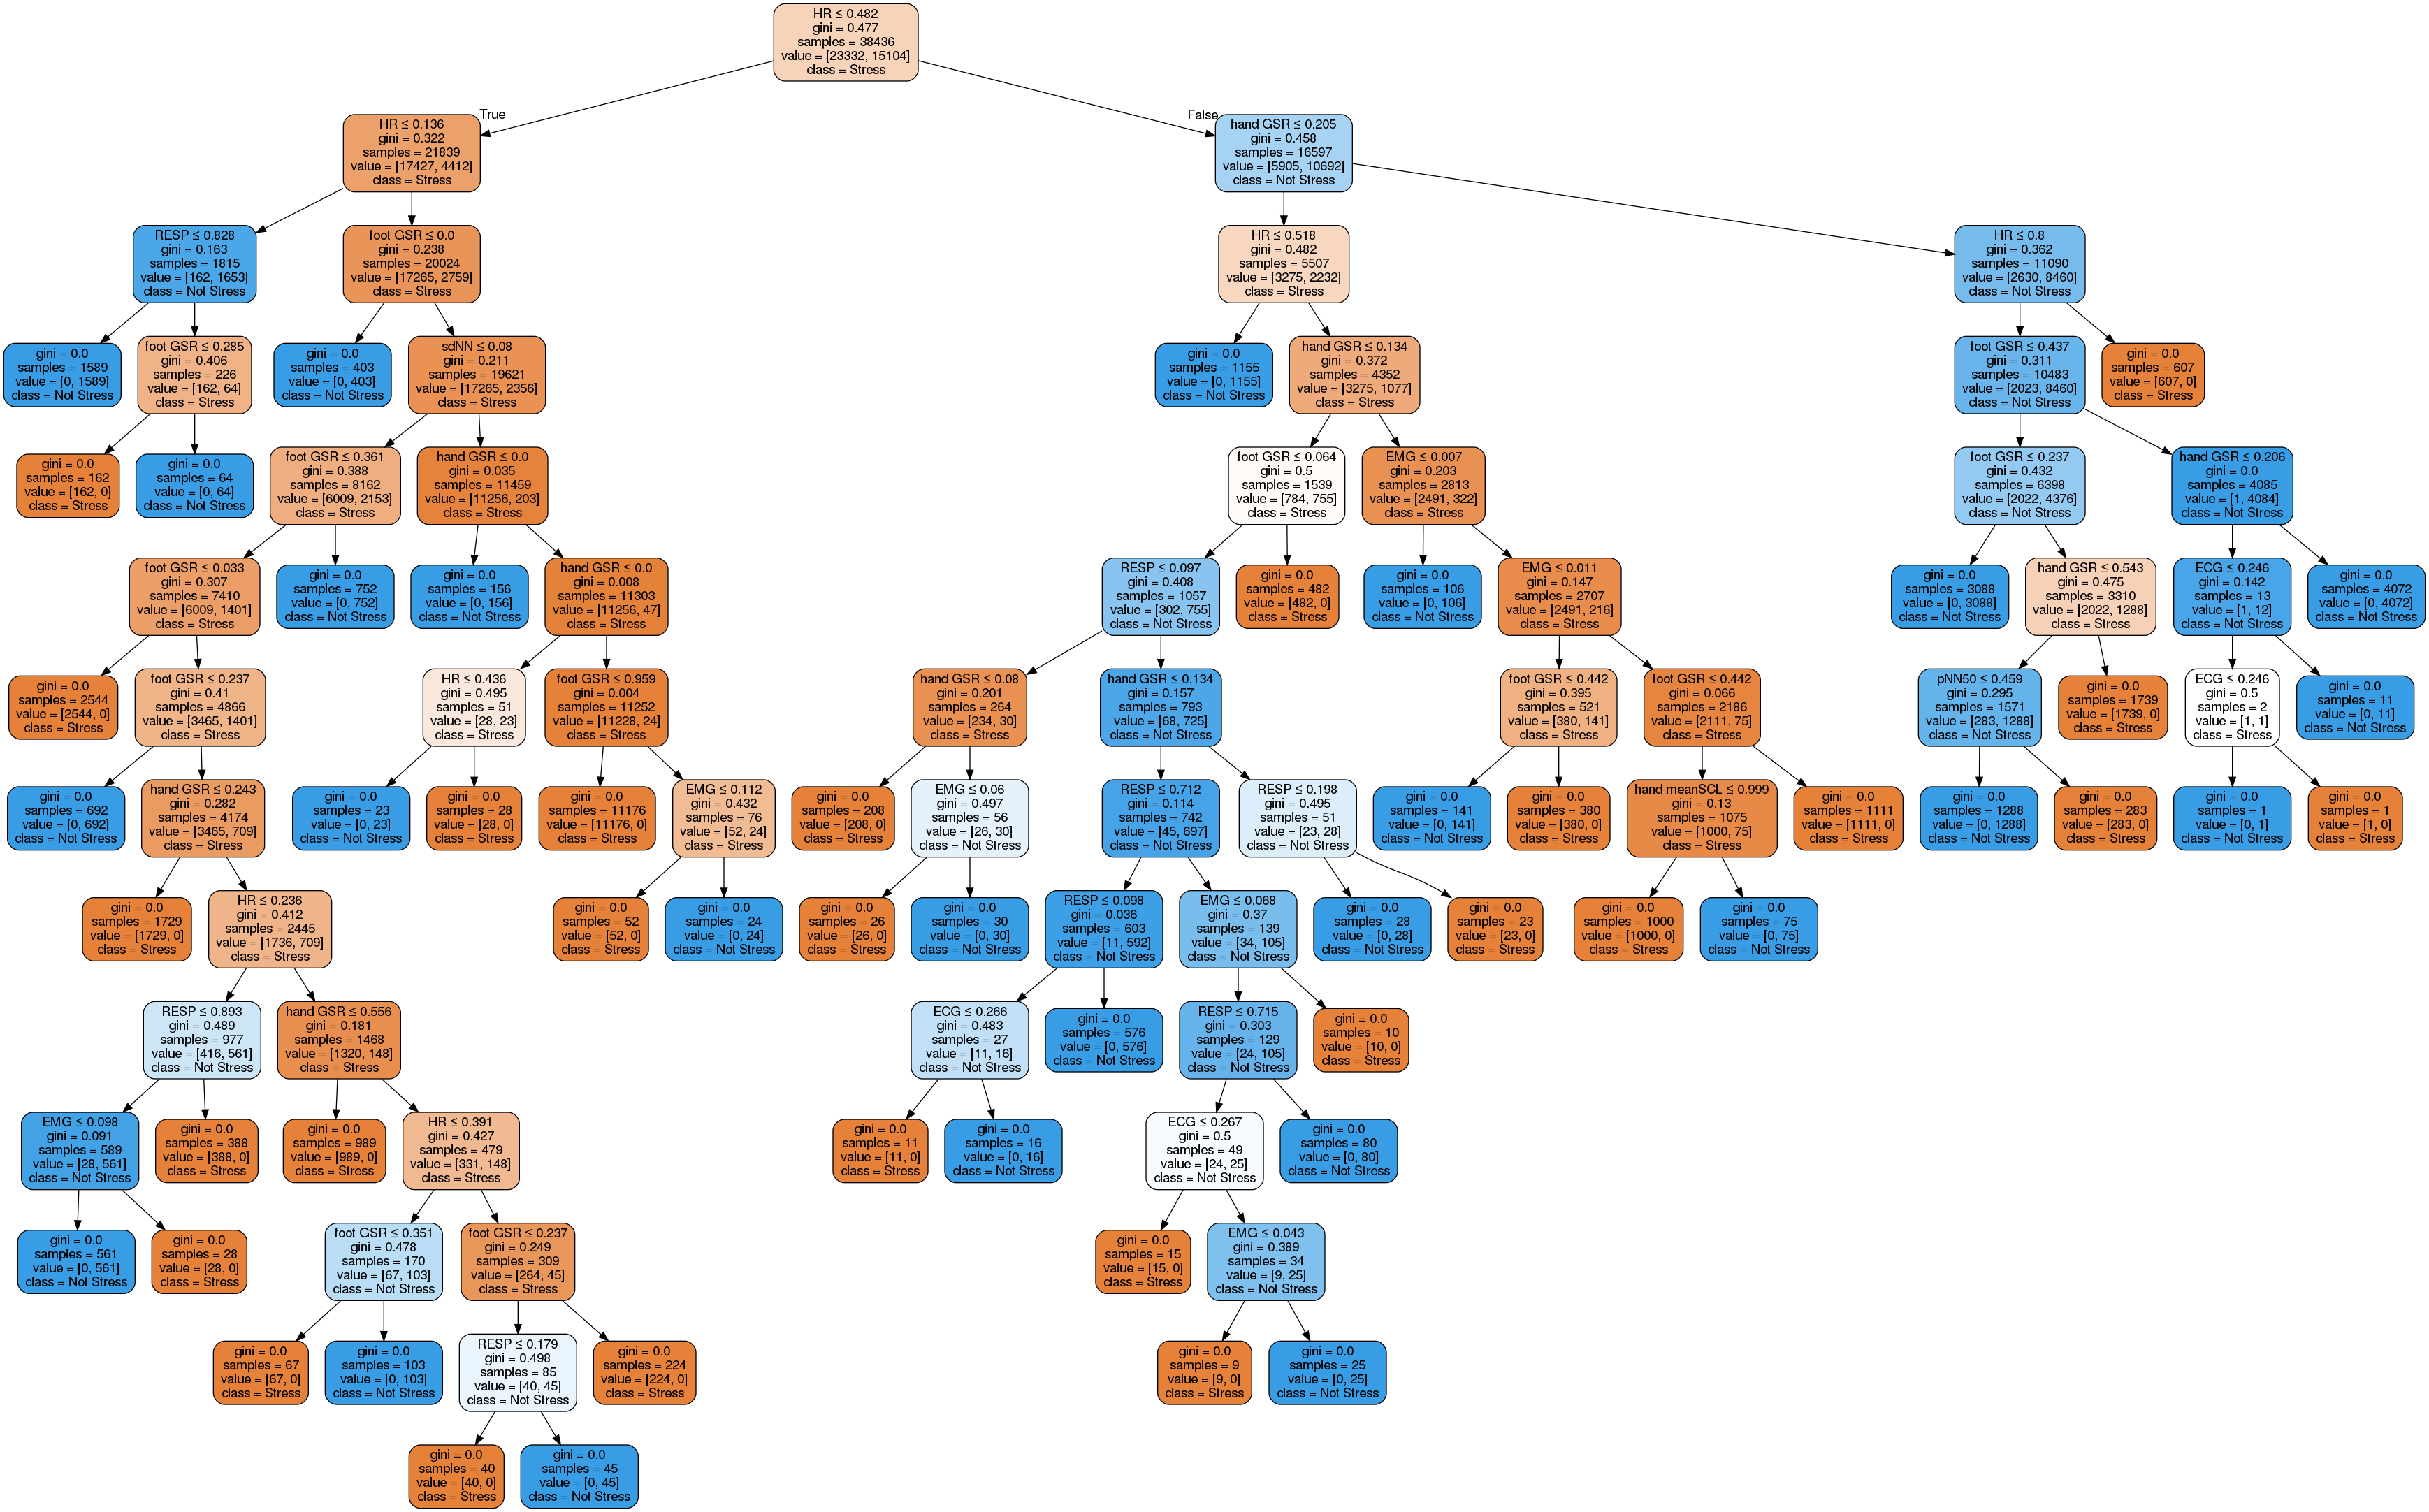 HR ≤ 0.482
gini = 0.477
samples = 38436
value = [23332, 15104]
class = Stress
True
False
HR ≤ 0.136
gini = 0.322
samples = 21839
value = [17427, 4412]
class = Stress
hand GSR ≤ 0.205
gini = 0.458
samples = 16597
value = [5905, 10692]
class = Not Stress
RESP ≤ 0.828
gini = 0.163
samples = 1815
value = [162, 1653]
class = Not Stress
foot GSR ≤ 0.0
gini = 0.238
samples = 20024
value = [17265, 2759]
class = Stress
HR ≤ 0.518
gini = 0.482
samples = 5507
value = [3275, 2232]
class = Stress
HR ≤ 0.8
gini = 0.362
samples = 11090
value = [2630, 8460]
class = Not Stress
gini = 0.0
samples = 1589
value = [0, 1589]
class = Not Stress
foot GSR ≤ 0.285
gini = 0.406
samples = 226
value = [162, 64]
class = Stress
gini = 0.0
samples = 403
value = [0, 403]
class = Not Stress
sdNN ≤ 0.08
gini = 0.211
samples = 19621
value = [17265, 2356]
class = Stress
gini = 0.0
samples = 1155
value = [0, 1155]
class = Not Stress
hand GSR ≤ 0.134
gini = 0.372
samples = 4352
value = [3275, 1077]
class = Stress
foot GSR ≤ 0.437
gini = 0.311
samples = 10483
value = [2023, 8460]
class = Not Stress
gini = 0.0
samples = 607
value = [607, 0]
class = Stress
gini = 0.0
samples = 162
value = [162, 0]
class = Stress
gini = 0.0
samples = 64
value = [0, 64]
class = Not Stress
foot GSR ≤ 0.361
gini = 0.388
samples = 8162
value = [6009, 2153]
class = Stress
hand GSR ≤ 0.0
gini = 0.035
samples = 11459
value = [11256, 203]
class = Stress
foot GSR ≤ 0.064
gini = 0.5
samples = 1539
value = [784, 755]
class = Stress
EMG ≤ 0.007
gini = 0.203
samples = 2813
value = [2491, 322]
class = Stress
foot GSR ≤ 0.237
gini = 0.432
samples = 6398
value = [2022, 4376]
class = Not Stress
hand GSR ≤ 0.206
gini = 0.0
samples = 4085
value = [1, 4084]
class = Not Stress
foot GSR ≤ 0.033
gini = 0.307
samples = 7410
value = [6009, 1401]
class = Stress
gini = 0.0
samples = 752
value = [0, 752]
class = Not Stress
gini = 0.0
samples = 156
value = [0, 156]
class = Not Stress
hand GSR ≤ 0.0
gini = 0.008
samples = 11303
value = [11256, 47]
class = Stress
RESP ≤ 0.097
gini = 0.408
samples = 1057
value = [302, 755]
class = Not Stress
gini = 0.0
samples = 482
value = [482, 0]
class = Stress
gini = 0.0
samples = 106
value = [0, 106]
class = Not Stress
EMG ≤ 0.011
gini = 0.147
samples = 2707
value = [2491, 216]
class = Stress
gini = 0.0
samples = 3088
value = [0, 3088]
class = Not Stress
hand GSR ≤ 0.543
gini = 0.475
samples = 3310
value = [2022, 1288]
class = Stress
ECG ≤ 0.246
gini = 0.142
samples = 13
value = [1, 12]
class = Not Stress
gini = 0.0
samples = 4072
value = [0, 4072]
class = Not Stress
gini = 0.0
samples = 2544
value = [2544, 0]
class = Stress
foot GSR ≤ 0.237
gini = 0.41
samples = 4866
value = [3465, 1401]
class = Stress
HR ≤ 0.436
gini = 0.495
samples = 51
value = [28, 23]
class = Stress
foot GSR ≤ 0.959
gini = 0.004
samples = 11252
value = [11228, 24]
class = Stress
hand GSR ≤ 0.08
gini = 0.201
samples = 264
value = [234, 30]
class = Stress
hand GSR ≤ 0.134
gini = 0.157
samples = 793
value = [68, 725]
class = Not Stress
foot GSR ≤ 0.442
gini = 0.395
samples = 521
value = [380, 141]
class = Stress
foot GSR ≤ 0.442
gini = 0.066
samples = 2186
value = [2111, 75]
class = Stress
pNN50 ≤ 0.459
gini = 0.295
samples = 1571
value = [283, 1288]
class = Not Stress
gini = 0.0
samples = 1739
value = [1739, 0]
class = Stress
ECG ≤ 0.246
gini = 0.5
samples = 2
value = [1, 1]
class = Stress
gini = 0.0
samples = 11
value = [0, 11]
class = Not Stress
gini = 0.0
samples = 692
value = [0, 692]
class = Not Stress
hand GSR ≤ 0.243
gini = 0.282
samples = 4174
value = [3465, 709]
class = Stress
gini = 0.0
samples = 23
value = [0, 23]
class = Not Stress
gini = 0.0
samples = 28
value = [28, 0]
class = Stress
gini = 0.0
samples = 11176
value = [11176, 0]
class = Stress
EMG ≤ 0.112
gini = 0.432
samples = 76
value = [52, 24]
class = Stress
gini = 0.0
samples = 208
value = [208, 0]
class = Stress
EMG ≤ 0.06
gini = 0.497
samples = 56
value = [26, 30]
class = Not Stress
RESP ≤ 0.712
gini = 0.114
samples = 742
value = [45, 697]
class = Not Stress
RESP ≤ 0.198
gini = 0.495
samples = 51
value = [23, 28]
class = Not Stress
gini = 0.0
samples = 141
value = [0, 141]
class = Not Stress
gini = 0.0
samples = 380
value = [380, 0]
class = Stress
hand meanSCL ≤ 0.999
gini = 0.13
samples = 1075
value = [1000, 75]
class = Stress
gini = 0.0
samples = 1111
value = [1111, 0]
class = Stress
gini = 0.0
samples = 1288
value = [0, 1288]
class = Not Stress
gini = 0.0
samples = 283
value = [283, 0]
class = Stress
gini = 0.0
samples = 1
value = [0, 1]
class = Not Stress
gini = 0.0
samples = 1
value = [1, 0]
class = Stress
gini = 0.0
samples = 1729
value = [1729, 0]
class = Stress
HR ≤ 0.236
gini = 0.412
samples = 2445
value = [1736, 709]
class = Stress
gini = 0.0
samples = 52
value = [52, 0]
class = Stress
gini = 0.0
samples = 24
value = [0, 24]
class = Not Stress
gini = 0.0
samples = 26
value = [26, 0]
class = Stress
gini = 0.0
samples = 30
value = [0, 30]
class = Not Stress
RESP ≤ 0.098
gini = 0.036
samples = 603
value = [11, 592]
class = Not Stress
EMG ≤ 0.068
gini = 0.37
samples = 139
value = [34, 105]
class = Not Stress
gini = 0.0
samples = 28
value = [0, 28]
class = Not Stress
gini = 0.0
samples = 23
value = [23, 0]
class = Stress
gini = 0.0
samples = 1000
value = [1000, 0]
class = Stress
gini = 0.0
samples = 75
value = [0, 75]
class = Not Stress
RESP ≤ 0.893
gini = 0.489
samples = 977
value = [416, 561]
class = Not Stress
hand GSR ≤ 0.556
gini = 0.181
samples = 1468
value = [1320, 148]
class = Stress
ECG ≤ 0.266
gini = 0.483
samples = 27
value = [11, 16]
class = Not Stress
gini = 0.0
samples = 576
value = [0, 576]
class = Not Stress
RESP ≤ 0.715
gini = 0.303
samples = 129
value = [24, 105]
class = Not Stress
gini = 0.0
samples = 10
value = [10, 0]
class = Stress
EMG ≤ 0.098
gini = 0.091
samples = 589
value = [28, 561]
class = Not Stress
gini = 0.0
samples = 388
value = [388, 0]
class = Stress
gini = 0.0
samples = 989
value = [989, 0]
class = Stress
HR ≤ 0.391
gini = 0.427
samples = 479
value = [331, 148]
class = Stress
gini = 0.0
samples = 11
value = [11, 0]
class = Stress
gini = 0.0
samples = 16
value = [0, 16]
class = Not Stress
ECG ≤ 0.267
gini = 0.5
samples = 49
value = [24, 25]
class = Not Stress
gini = 0.0
samples = 80
value = [0, 80]
class = Not Stress
gini = 0.0
samples = 561
value = [0, 561]
class = Not Stress
gini = 0.0
samples = 28
value = [28, 0]
class = Stress
foot GSR ≤ 0.351
gini = 0.478
samples = 170
value = [67, 103]
class = Not Stress
foot GSR ≤ 0.237
gini = 0.249
samples = 309
value = [264, 45]
class = Stress
gini = 0.0
samples = 15
value = [15, 0]
class = Stress
EMG ≤ 0.043
gini = 0.389
samples = 34
value = [9, 25]
class = Not Stress
gini = 0.0
samples = 67
value = [67, 0]
class = Stress
gini = 0.0
samples = 103
value = [0, 103]
class = Not Stress
RESP ≤ 0.179
gini = 0.498
samples = 85
value = [40, 45]
class = Not Stress
gini = 0.0
samples = 224
value = [224, 0]
class = Stress
gini = 0.0
samples = 9
value = [9, 0]
class = Stress
gini = 0.0
samples = 25
value = [0, 25]
class = Not Stress
gini = 0.0
samples = 40
value = [40, 0]
class = Stress
gini = 0.0
samples = 45
value = [0, 45]
class = Not Stress